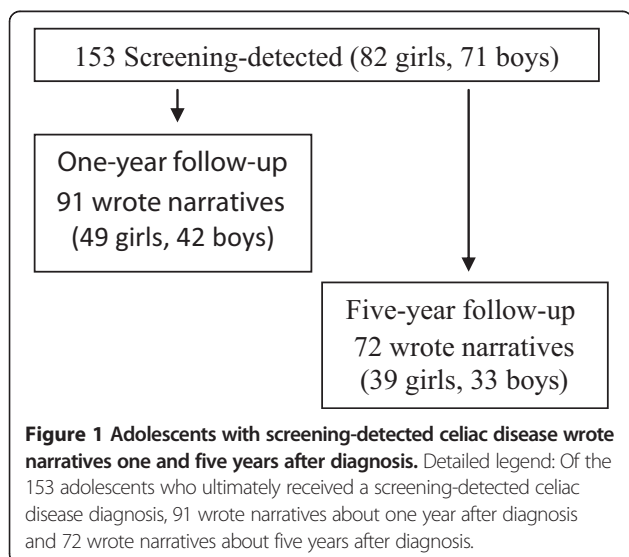 153 Screening-detected (82 girls, 71 boys)
One-year follow-up
91 wrote narratives
(49 girls, 42 boys)
Five-year follow-up
72 wrote narratives
(39 girls, 33 boys)
Figure 1 Adolescents with screening-detected celiac disease wrote
narratives one and five years after diagnosis. Detailed legend: Of the
153 adolescents who ultimately received a screening-detected celiac
disease diagnosis, 91 wrote narratives about one year after diagnosis
and 72 wrote narratives about five years after diagnosis.